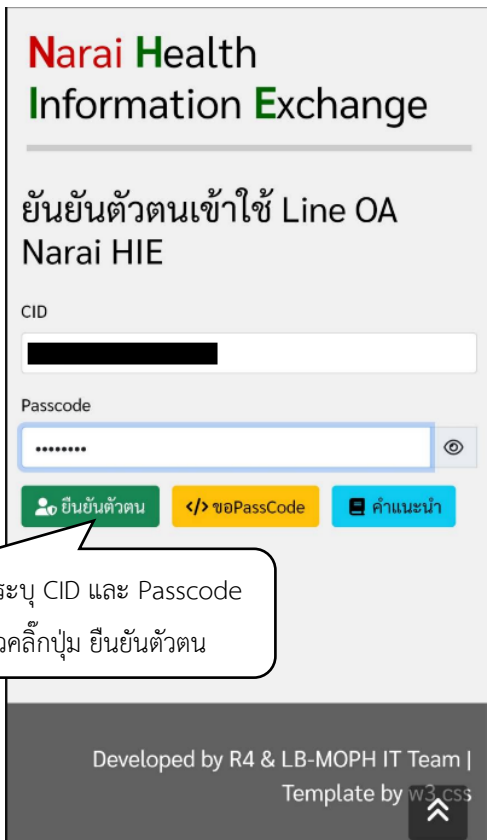 Narai Health
Information Exchange
ยันยันตัวตนเข้าใช้ Line OA
Narai HIE
CID
Passcode
••••••••
ยืนยันตัวตน
</> ขอPassCode
คำแนะนำ
ระบุ CID และ Passcode
คลิ๊กปุ่ม ยืนยันตัวตน
Developed by R4 & LB-MOPH IT Team |
Template by w3.css